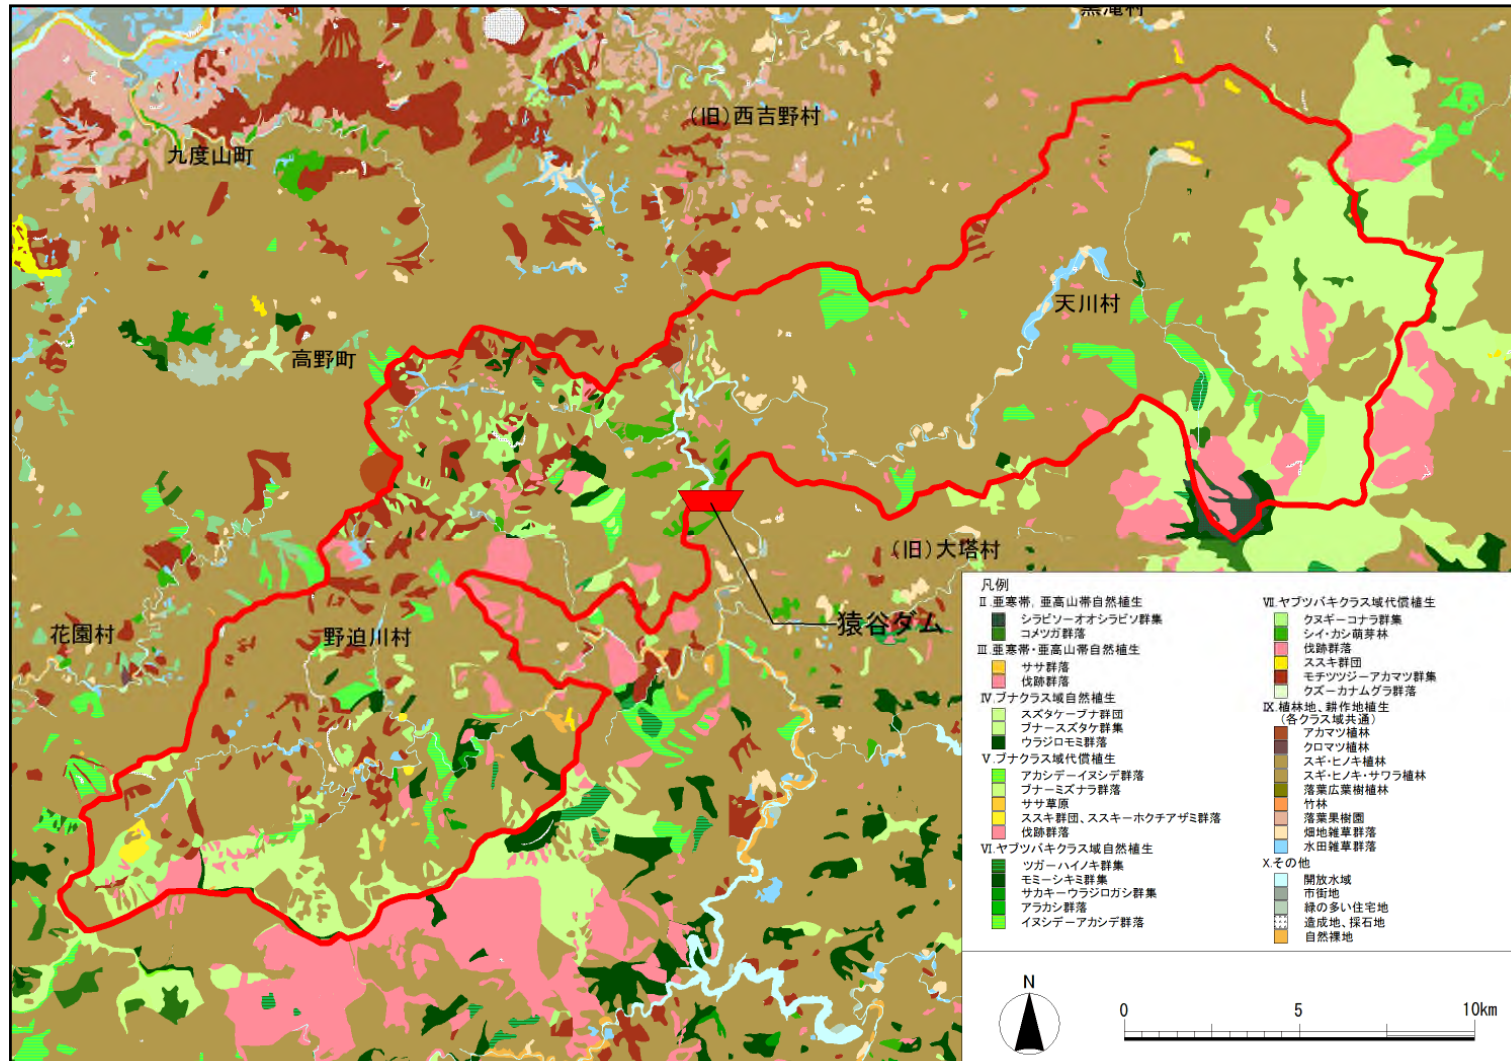 黒滝村
(旧)西吉野村
九度山町
天川村
高野町
(旧)大塔村
猿谷ダム
花園村
野迫川村
凡例
Ⅱ.亜寒帯,亜高山帯自然植生
シラビソーオオシラビソ群集
コメツガ群落
Ⅲ.亜寒帯・亜高山帯自然植生
ササ群落
伐跡群落
Ⅳ.ブナクラス域自然植生
スズタケーブナ群団
ブナースズタケ群集
ウラジロモミ群落
Ⅴ.ブナクラス域代償植生
アカシデーイヌシデ群落
ブナーミズナラ群落
ササ草原
ススキ群団、ススキーホクチアザミ群落
伐跡群落
Ⅵ.ヤブツバキクラス域自然植生
ツガーハイノキ群集
モミーシキミ群集
サカキーウラジロガシ群集
アラカシ群落
イヌシデーアカシデ群落
Ⅶ.ヤブツバキクラス域代償植生
クヌギーコナラ群集
シイ・カシ萌芽林
伐跡群落
ススキ群団
モチツツジーアカマツ群集
クズーカナムグラ群落
Ⅸ.植林地、耕作地植生
(各クラス域共通)
アカマツ植林
クロマツ植林
スギ・ヒノキ植林
スギ・ヒノキ・サワラ植林
落葉広葉樹植林
竹林
落葉果樹園
畑地雑草群落
水田雑草群落
Ⅹ.その他
開放水域
市街地
緑の多い住宅地
造成地、採石地
自然裸地
N
0 5 10km